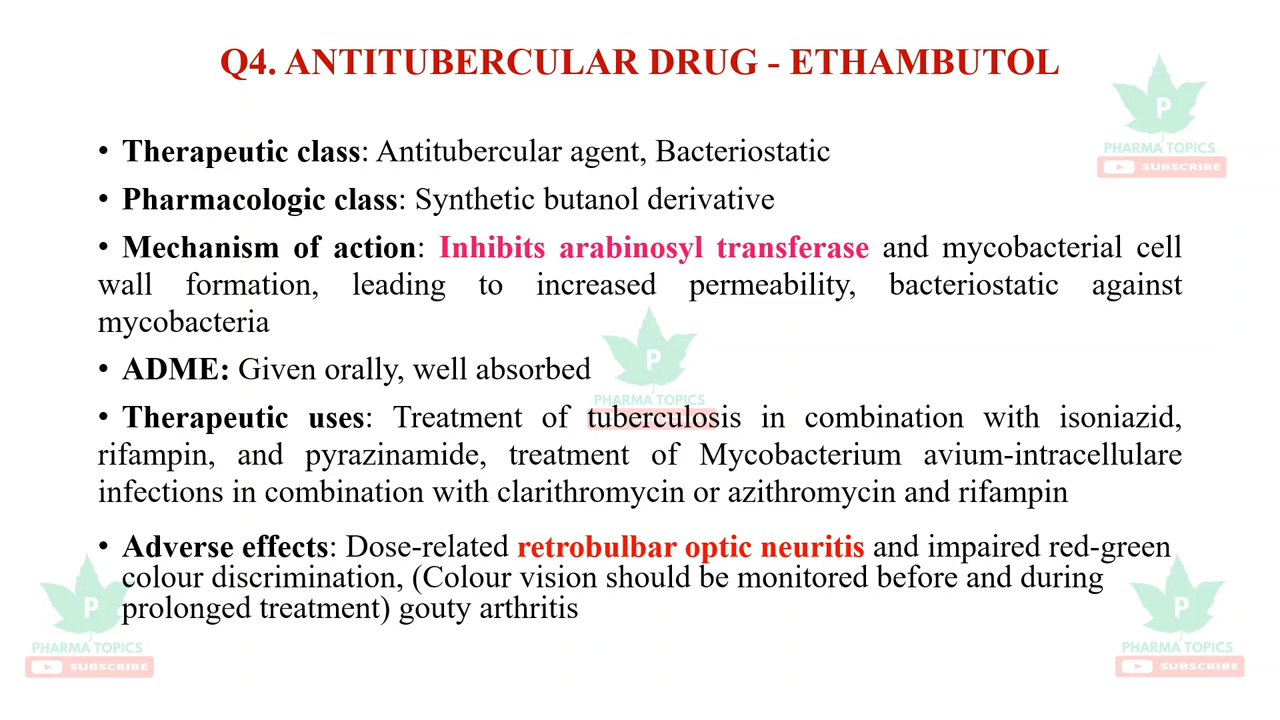 Q4. ANTITUBERCULAR DRUG - ETHAMBUTOL
P
PHARMA TOPICS
SUBSCRIBE
• Therapeutic class: Antitubercular agent, Bacteriostatic
• Pharmacologic class: Synthetic butanol derivative
• Mechanism of action: Inhibits arabinosyl transferase and mycobacterial cell
wall formation, leading to increased permeability, bacteriostatic against
mycobacteria
• ADME: Given orally, well absorbed
P
PHARMA TOPICS
• Therapeutic uses: Treatment of tuberculosis in combination with isoniazid,
rifampin, and pyrazinamide, treatment of Mycobacterium avium-intracellulare
infections in combination with clarithromycin or azithromycin and rifampin
• Adverse effects: Dose-related retrobulbar optic neuritis and impaired red-green
colour discrimination, (Colour vision should be monitored before and during
prolonged treatment) gouty arthritis
P
PHARMA TOPICS
SUBSCRIBE
P
PHARMA TOPICS
SUBSCRIBE